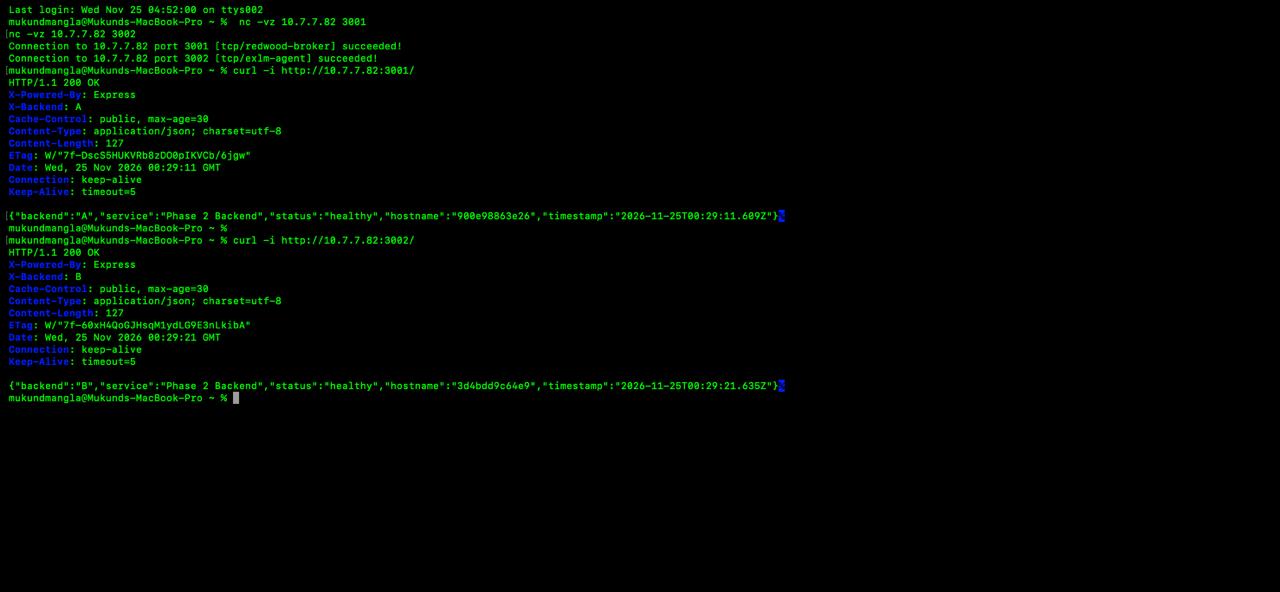 Last login: Wed Nov 25 04:52:00 on ttys002
mukundmangla@Mukunds-MacBook-Pro ~ %  nc -vz 10.7.7.82 3001
[nc -vz 10.7.7.82 3002
Connection to 10.7.7.82 port 3001 [tcp/redwood-broker] succeeded!
Connection to 10.7.7.82 port 3002 [tcp/exlm-agent] succeeded!
[mukundmangla@Mukunds-MacBook-Pro ~ % curl -i http://10.7.7.82:3001/
HTTP/1.1 200 OK
X-Powered-By: Express
X-Backend: A
Cache-Control: public, max-age=30
Content-Type: application/json; charset=utf-8
Content-Length: 127
ETag: W/"7f-DscS5HUKVRb8zDO0pIKVCb/6jgw"
Date: Wed, 25 Nov 2026 00:29:11 GMT
Connection: keep-alive
Keep-Alive: timeout=5

[{"backend":"A","service":"Phase 2 Backend","status":"healthy","hostname":"900e98863e26","timestamp":"2026-11-25T00:29:11.609Z"}%
mukundmangla@Mukunds-MacBook-Pro ~ %
[mukundmangla@Mukunds-MacBook-Pro ~ % curl -i http://10.7.7.82:3002/
HTTP/1.1 200 OK
X-Powered-By: Express
X-Backend: B
Cache-Control: public, max-age=30
Content-Type: application/json; charset=utf-8
Content-Length: 127
ETag: W/"7f-60xH4QoGJHsqM1ydLG9E3nLkibA"
Date: Wed, 25 Nov 2026 00:29:21 GMT
Connection: keep-alive
Keep-Alive: timeout=5

{"backend":"B","service":"Phase 2 Backend","status":"healthy","hostname":"3d4bdd9c64e9","timestamp":"2026-11-25T00:29:21.635Z"}%
mukundmangla@Mukunds-MacBook-Pro ~ %